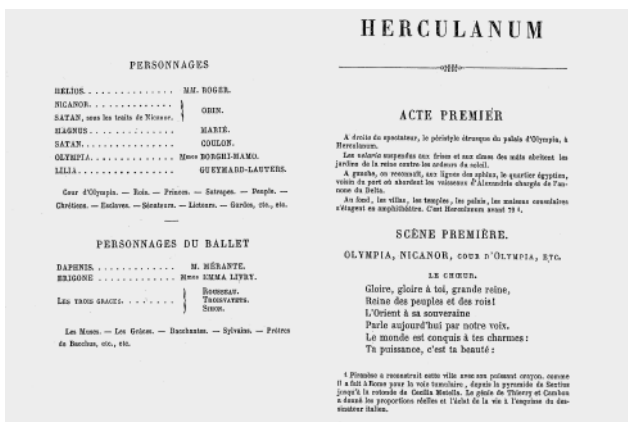 PERSONNAGES
HÉLIOS. . . . . . . . . . . . . . . MM. ROGER.
NICANOR. . . . . . . . . . . . . .
SATAN, sous les traits de Nicanor. OBIN.
MAGNUS . . . . . . . . . . . . . . MARIÉ.
SATAN. . . . . . . . . . . . . . . COULON.
OLYMPIA. . . . . . . . . . . . . . Mmes BORGHI-MAMO.
LILIA. . . . . . . . . . . . . . . GUEYMARD-LAUTERS.
Cour d'Olympia. — Rois. — Princes. — Satrapes. — Peuple. —
Chrétiens. — Esclaves. — Sénateurs. — Licteurs. — Gardes, etc., etc.
PERSONNAGES DU BALLET
DAPHNIS. . . . . . . . . . . . . . M. MÉRANTE.
ERIGONE . . . . . . . . . . . . . Mmes EMMA LIVRY.
ROUSSEAU.
LES TROIS GRACES. . . . . . . . TROISVALETS.
SIMON.
Les Muses. — Les Grâces. — Bacchantes. — Sylvains. — Prêtres
de Bacchus, etc., etc.
HERCULANUM
ACTE PREMIER
A droite du spectateur, le péristyle étrusque du palais d'Olympia, à
Herculanum.
Les velaria suspendus aux frises et aux cimes des mâts abritent les
jardins de la reine contre les ardeurs du soleil.
A gauche, on reconnaît, aux lignes des sphinx, le quartier égyptien,
voisin du port où abordent les vaisseaux d'Alexandrie chargés de l'an-
none du Delta.
Au fond, les villas, les temples, les palais, les maisons consulaires
s'étagent en amphithéâtre. C'est Herculanum avant 79 ¹.
SCÈNE PREMIÈRE.
OLYMPIA, NICANOR, COUR D'OLYMPIA, ETC.
LE CHŒUR.
Gloire, gloire à toi, grande reine,
Reine des peuples et des rois!
L'Orient à sa souveraine
Parle aujourd'hui par notre voix.
Le monde est conquis à tes charmes :
Ta puissance, c'est ta beauté :
¹ Piranèse a reconstruit cette ville avec son puissant crayon, comme
il a fait à Rome pour la voie tumulaire, depuis la pyramide de Sextius
jusqu'à la rotonde de Cecilia Metella. Le génie de Thierry et Cambon
a donné les proportions réelles et l'éclat de la vie à l'esquisse du des-
sinateur italien.